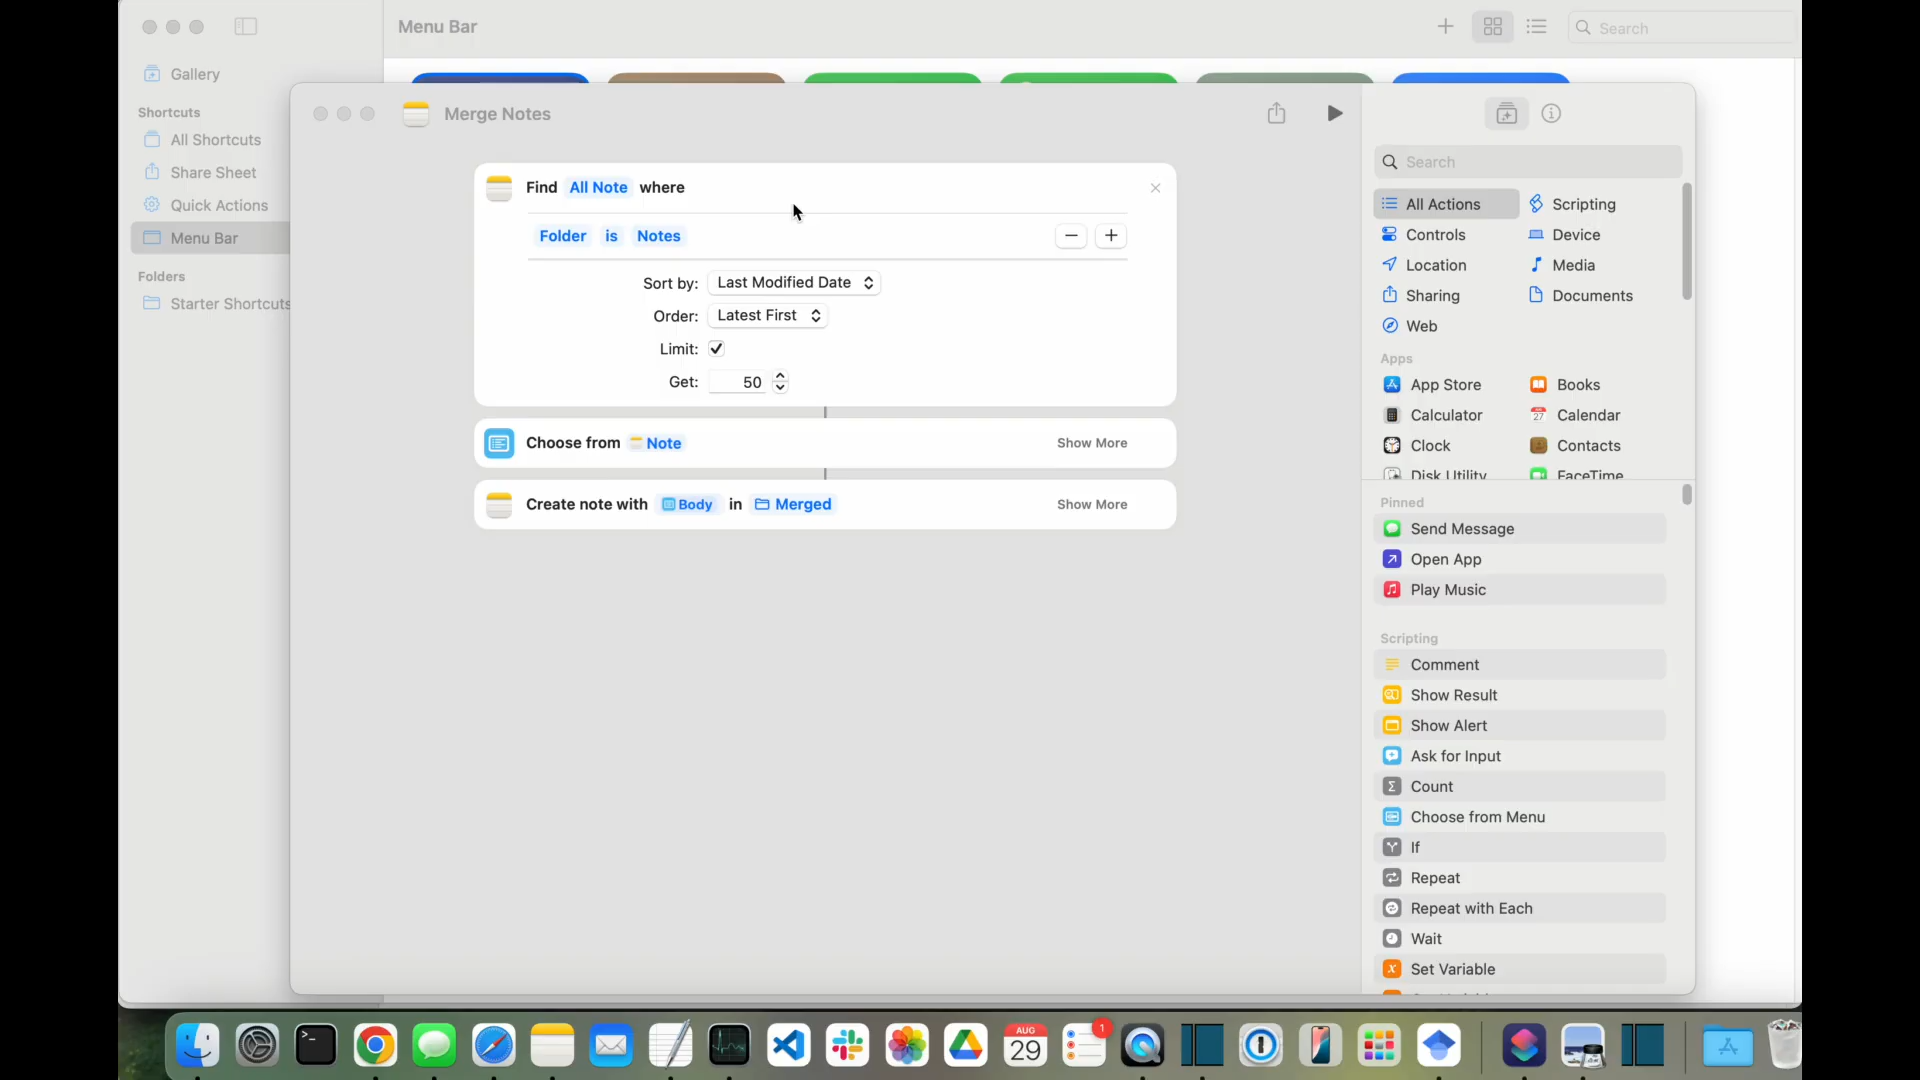 Menu Bar
Search
Gallery
Shortcuts
All Shortcuts
Share Sheet
Quick Actions
Menu Bar
Folders
Starter Shortcuts
Merge Notes
Find All Note where
Folder is Notes
Sort by: Last Modified Date
Order: Latest First
Limit:
Get: 50
Choose from Note Show More
Create note with Body in Merged Show More
Search
All Actions Scripting
Controls Device
Location Media
Sharing Documents
Web
Apps
App Store Books
Calculator Calendar
Clock Contacts
Disk Utility FaceTime
Pinned
Send Message
Open App
Play Music
Scripting
Comment
Show Result
Show Alert
Ask for Input
Count
Choose from Menu
If
Repeat
Repeat with Each
Wait
Set Variable
AUG
29
1